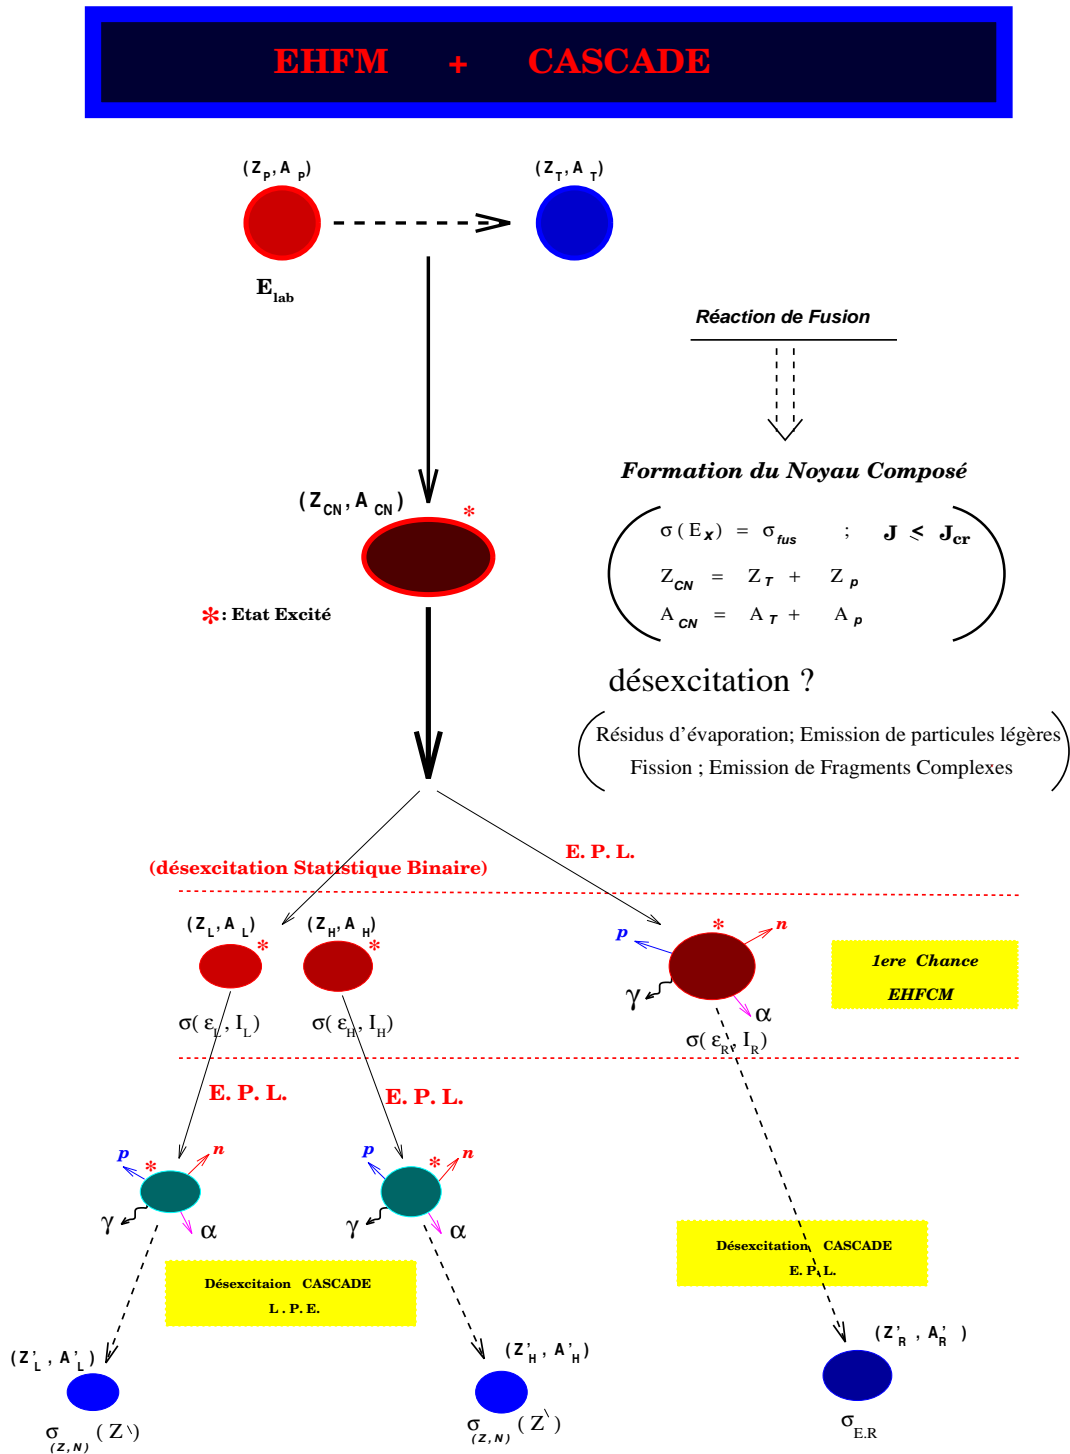 EHFM + CASCADE
(Z_P, A_P)
(Z_T, A_T)
E_lab
Réaction de Fusion
Formation du Noyau Composé
(Z_CN, A_CN)
*
σ(E_X) = σ_fus ; J ≤ J_cr
Z_CN = Z_T + Z_p
A_CN = A_T + A_p
*: Etat Excité
désexcitation ?
Résidus d'évaporation; Emission de particules légères
Fission ; Emission de Fragments Complexes
E. P. L.
(désexcitation Statistique Binaire)
(Z_L, A_L)
*
(Z_H, A_H)
*
*
p
n
γ
α
1ere Chance
EHFCM
σ(ε_L, I_L)
σ(ε_H, I_H)
σ(ε_R, I_R)
E. P. L.
E. P. L.
p
*
n
γ
α
p
*
n
γ
α
Désexcitaion CASCADE
L . P. E.
Désexcitation CASCADE
E. P. L.
(Z'_L, A'_L)
(Z'_H, A'_H)
(Z'_R, A'_R)
σ_(Z,N) (Z\)
σ_(Z,N) (Z\)
σ_E.R